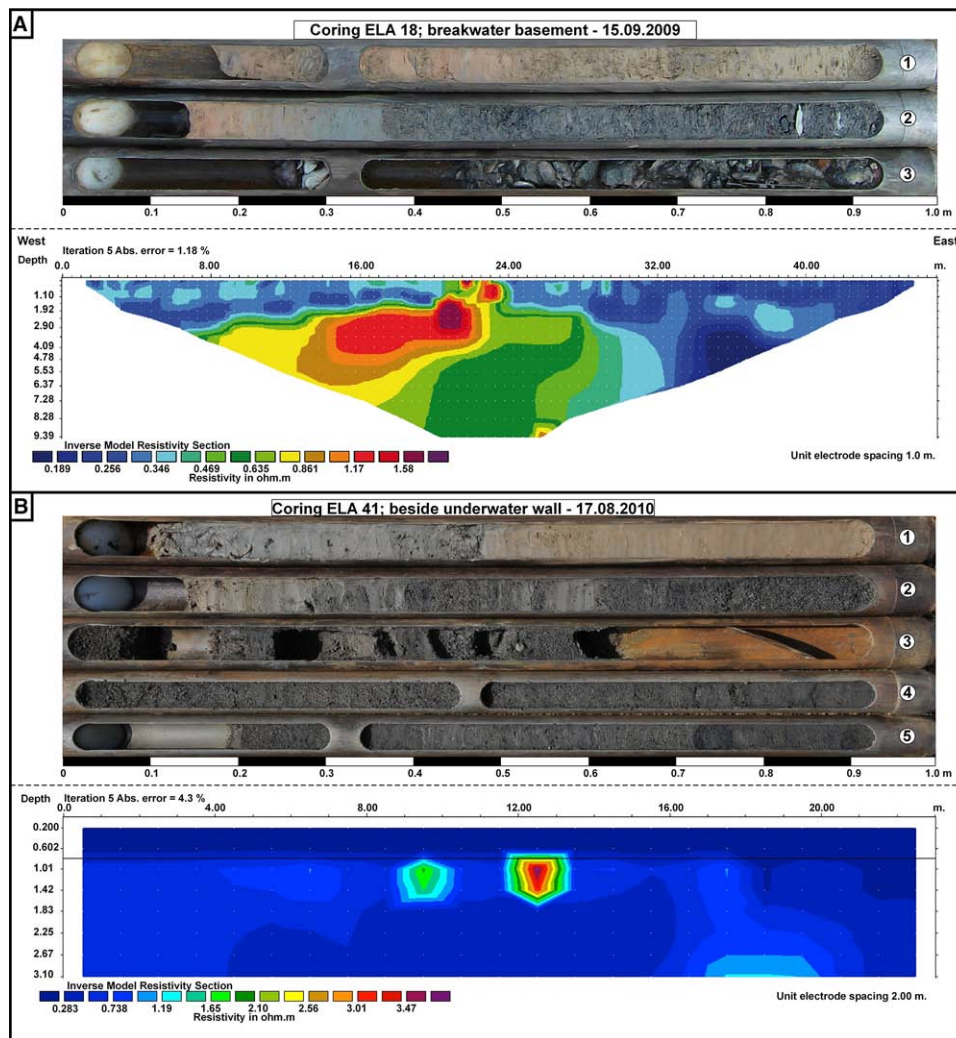 A
Coring ELA 18; breakwater basement - 15.09.2009
1
2
3
0 0.1 0.2 0.3 0.4 0.5 0.6 0.7 0.8 0.9 1.0 m
West East
Depth Iteration 5 Abs. error = 1.18 %
0.0 8.00 16.00 24.00 32.00 40.00 m.
1.10
1.92
2.90
4.09
4.78
5.53
6.37
7.28
8.28
9.39
Inverse Model Resistivity Section
0.189 0.256 0.346 0.469 0.635 0.861 1.17 1.58
Resistivity in ohm.m
Unit electrode spacing 1.0 m.
B
Coring ELA 41; beside underwater wall - 17.08.2010
1
2
3
4
5
0 0.1 0.2 0.3 0.4 0.5 0.6 0.7 0.8 0.9 1.0 m
Depth Iteration 5 Abs. error = 4.3 %
0.0 4.00 8.00 12.00 16.00 20.00 m.
0.200
0.602
1.01
1.42
1.83
2.25
2.67
3.10
Inverse Model Resistivity Section
0.283 0.738 1.19 1.65 2.10 2.56 3.01 3.47
Resistivity in ohm.m
Unit electrode spacing 2.00 m.